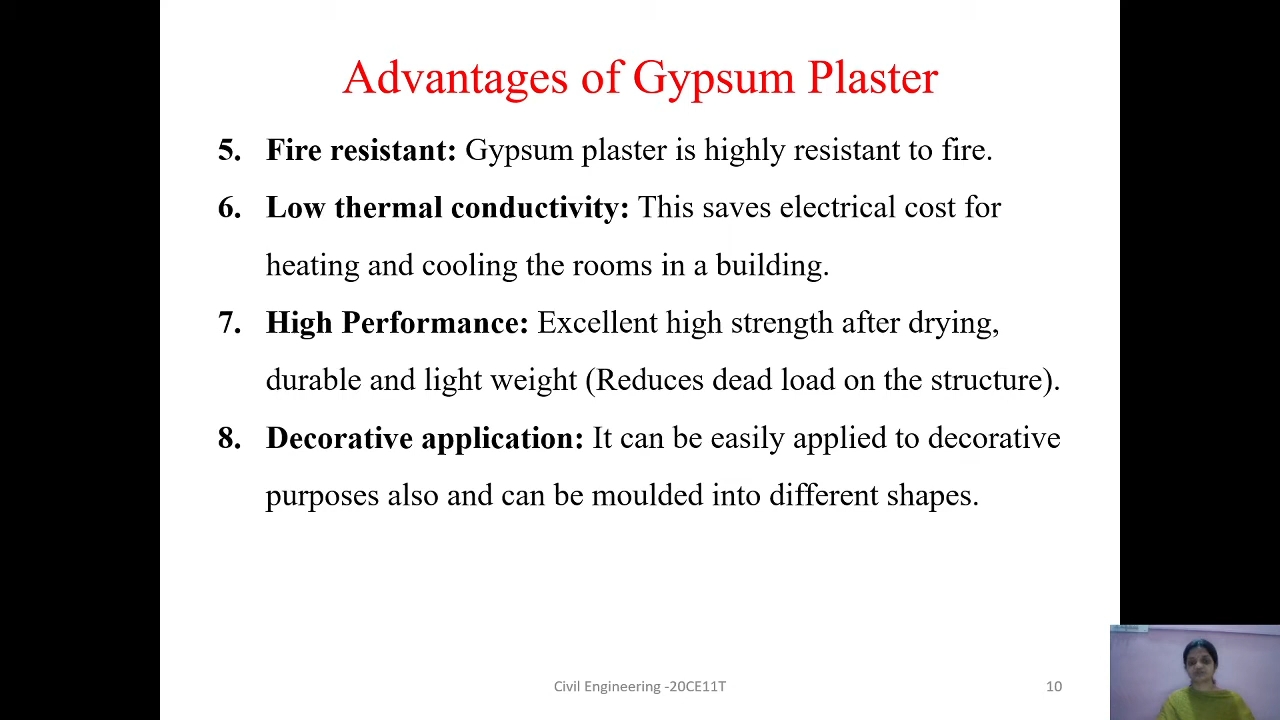 Advantages of Gypsum Plaster
5. Fire resistant: Gypsum plaster is highly resistant to fire.
6. Low thermal conductivity: This saves electrical cost for
heating and cooling the rooms in a building.
7. High Performance: Excellent high strength after drying,
durable and light weight (Reduces dead load on the structure).
8. Decorative application: It can be easily applied to decorative
purposes also and can be moulded into different shapes.
Civil Engineering -20CE11T
10